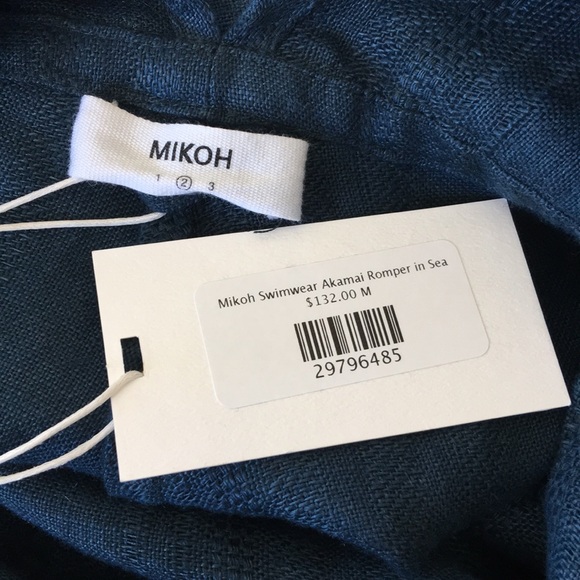 MIKOH
1 2 3
Mikoh Swimwear Akamai Romper in Sea
$132.00 M
29796485